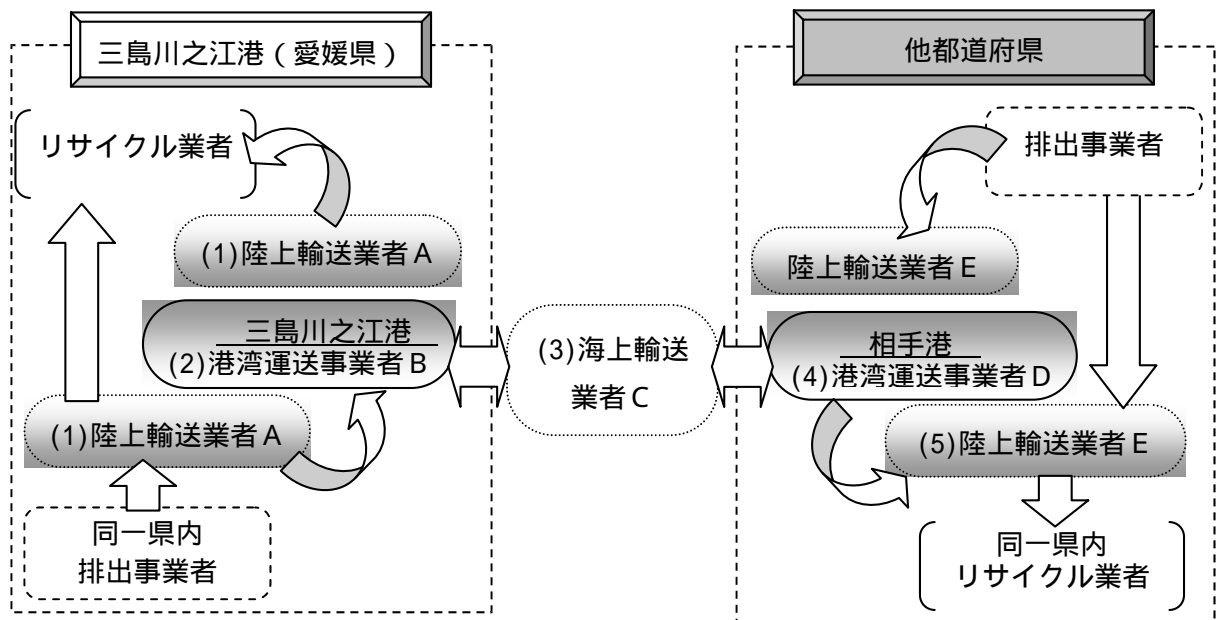 三島川之江港（愛媛県）
リサイクル業者
(1)陸上輸送業者A
三島川之江港
(2)港湾運送事業者B
(1)陸上輸送業者A
同一県内
排出事業者
(3)海上輸送
業者C
他都道府県
排出事業者
陸上輸送業者E
相手港
(4)港湾運送事業者D
(5)陸上輸送業者E
同一県内
リサイクル業者